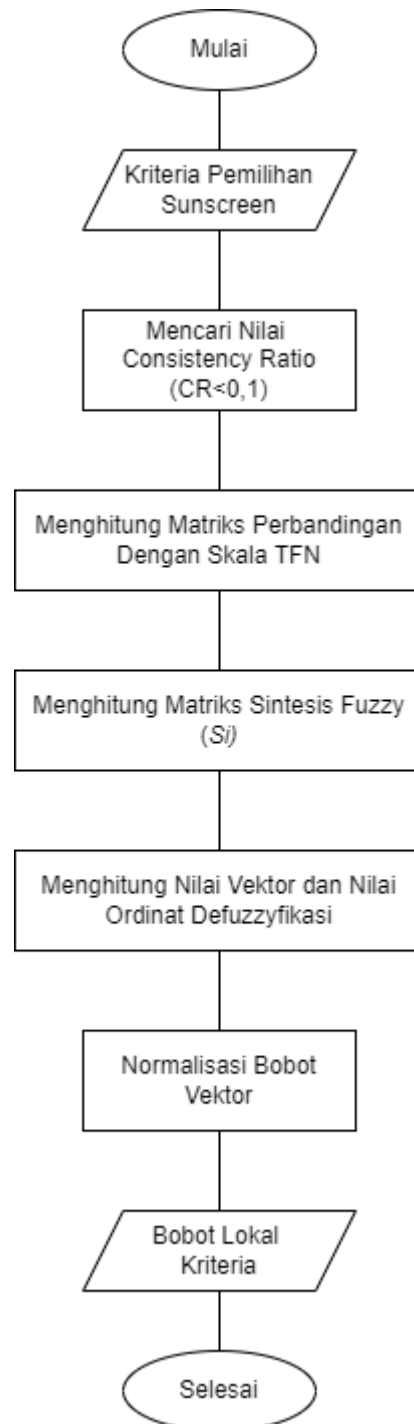 Mulai
Kriteria Pemilihan
Sunscreen
Mencari Nilai
Consistency Ratio
(CR<0,1)
Menghitung Matriks Perbandingan
Dengan Skala TFN
Menghitung Matriks Sintesis Fuzzy
(Si)
Menghitung Nilai Vektor dan Nilai
Ordinat Defuzzyfikasi
Normalisasi Bobot
Vektor
Bobot Lokal
Kriteria
Selesai